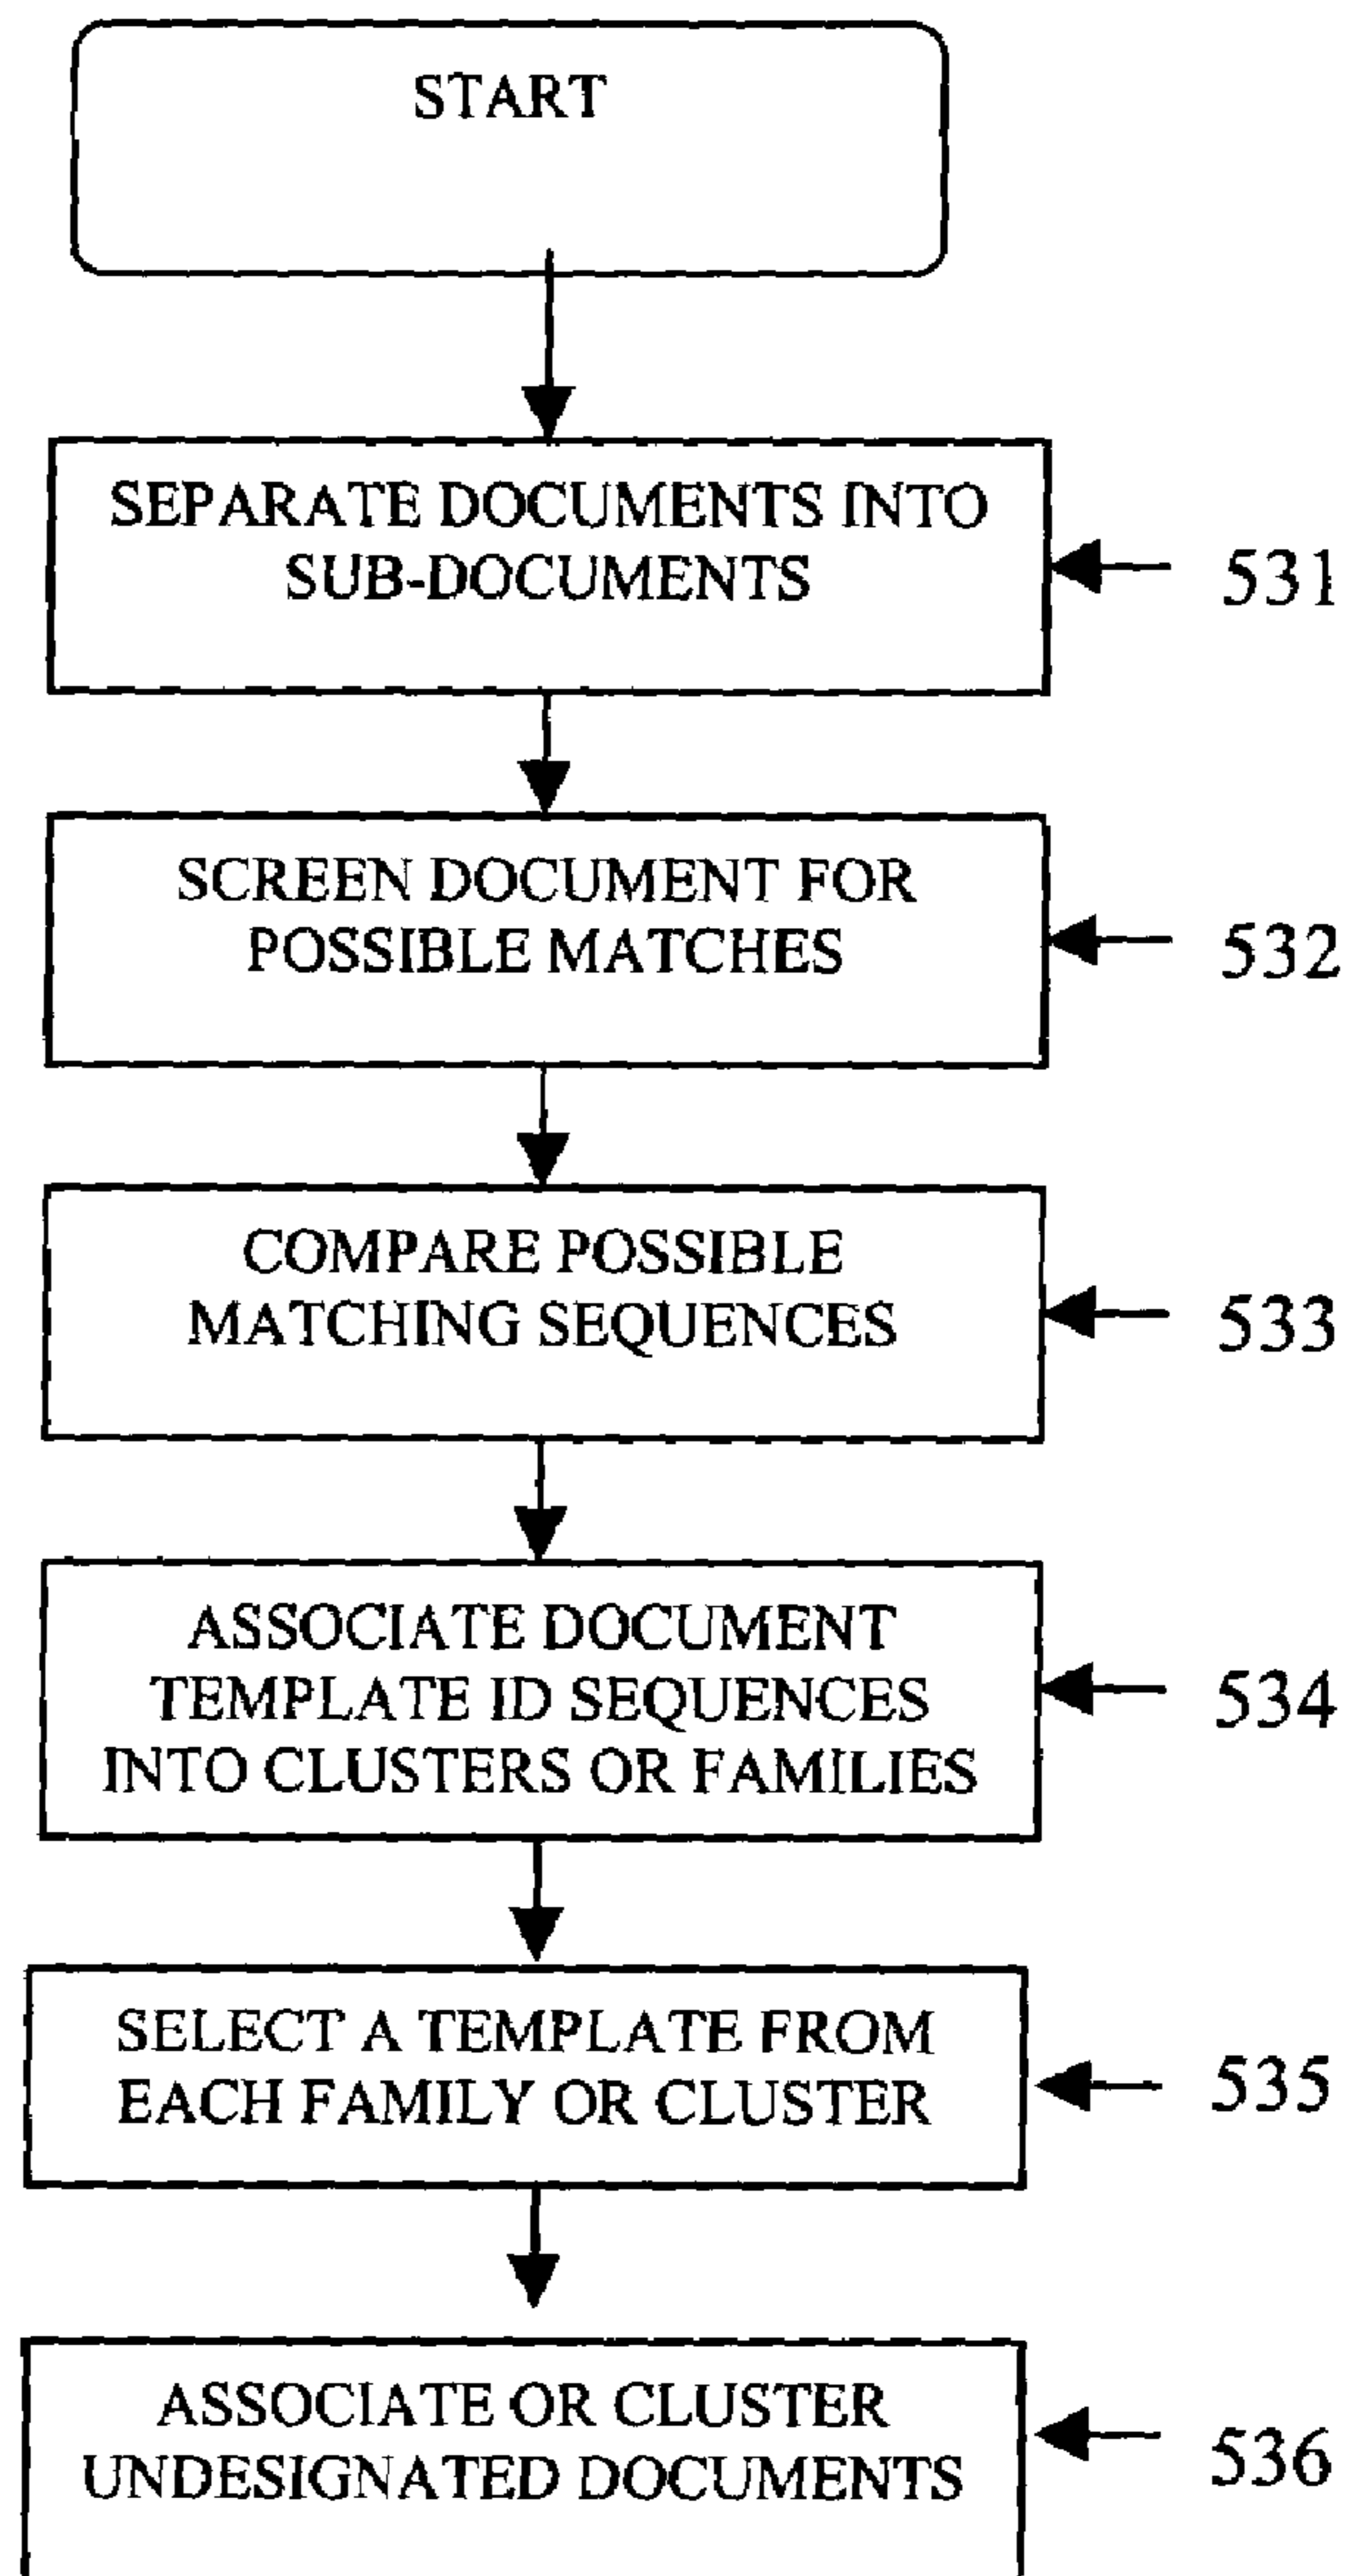 START
SEPARATE DOCUMENTS INTO
SUB-DOCUMENTS
531
SCREEN DOCUMENT FOR
POSSIBLE MATCHES
532
COMPARE POSSIBLE
MATCHING SEQUENCES
533
ASSOCIATE DOCUMENT
TEMPLATE ID SEQUENCES
INTO CLUSTERS OR FAMILIES
534
SELECT A TEMPLATE FROM
EACH FAMILY OR CLUSTER
535
ASSOCIATE OR CLUSTER
UNDESIGNATED DOCUMENTS
536